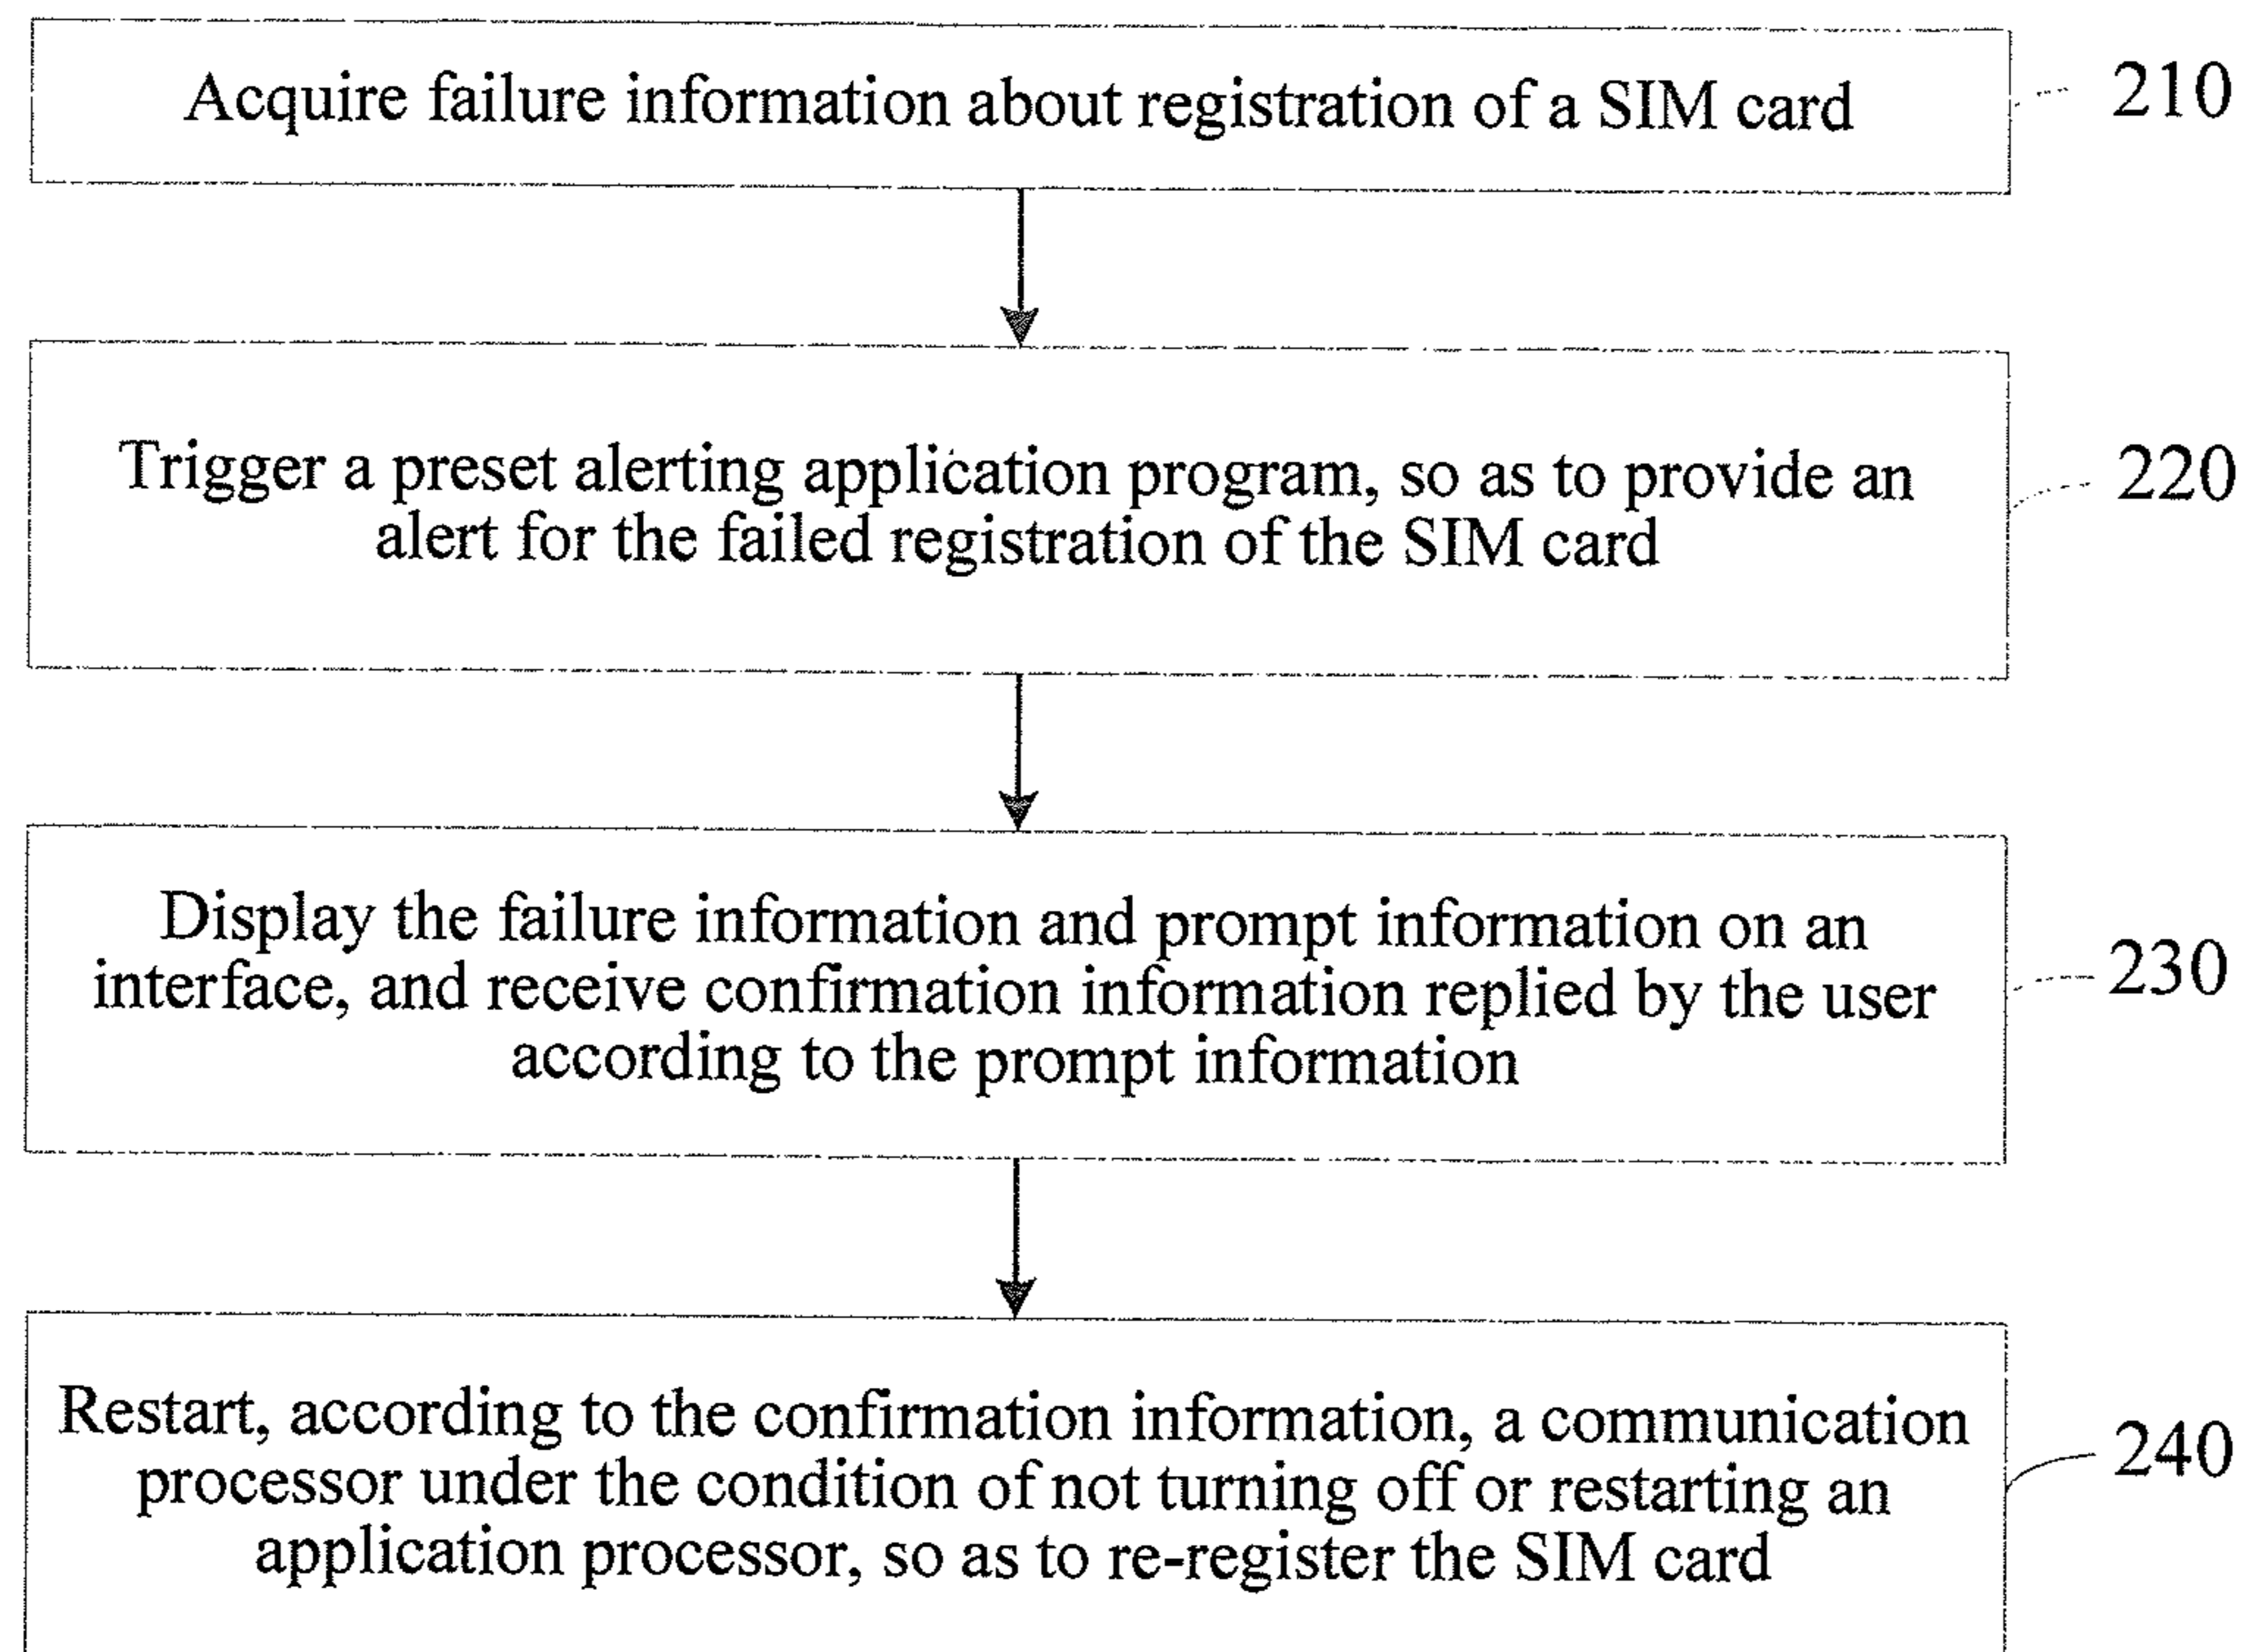 Acquire failure information about registration of a SIM card
210
Trigger a preset alerting application program, so as to provide an
alert for the failed registration of the SIM card
220
Display the failure information and prompt information on an
interface, and receive confirmation information replied by the user
according to the prompt information
230
Restart, according to the confirmation information, a communication
processor under the condition of not turning off or restarting an
application processor, so as to re-register the SIM card
240